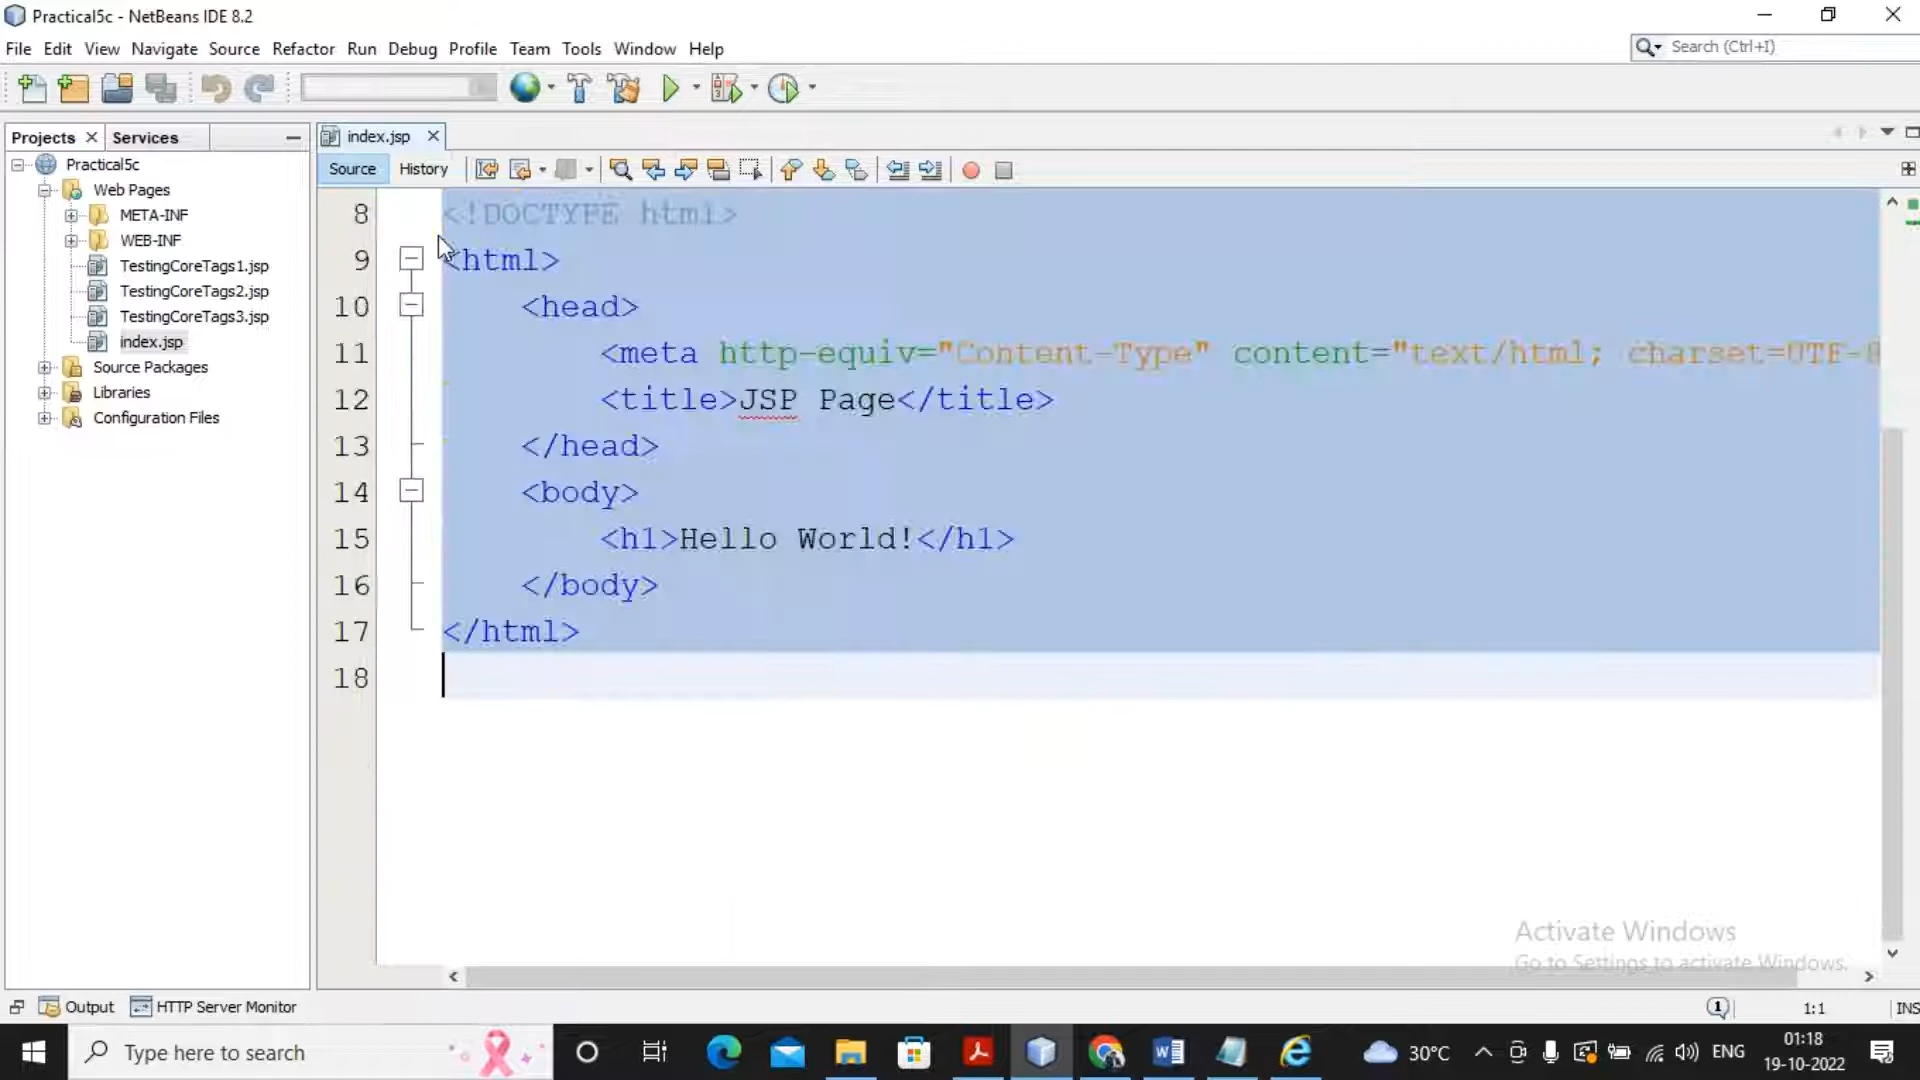 Practical5c - NetBeans IDE 8.2
File Edit View Navigate Source Refactor Run Debug Profile Team Tools Window Help
Search (Ctrl+I)
Projects Services
index.jsp
Source History
Practical5c
Web Pages
META-INF
WEB-INF
TestingCoreTags1.jsp
TestingCoreTags2.jsp
TestingCoreTags3.jsp
index.jsp
Source Packages
Libraries
Configuration Files
8 <!DOCTYPE html>
9 <html>
10 <head>
11 <meta http-equiv="Content-Type" content="text/html; charset=UTF-8
12 <title>JSP Page</title>
13 </head>
14 <body>
15 <h1>Hello World!</h1>
16 </body>
17 </html>
18
Activate Windows
Go to Settings to activate Windows.
Output HTTP Server Monitor
1:1 INS
Type here to search
30°C
ENG
01:18
19-10-2022